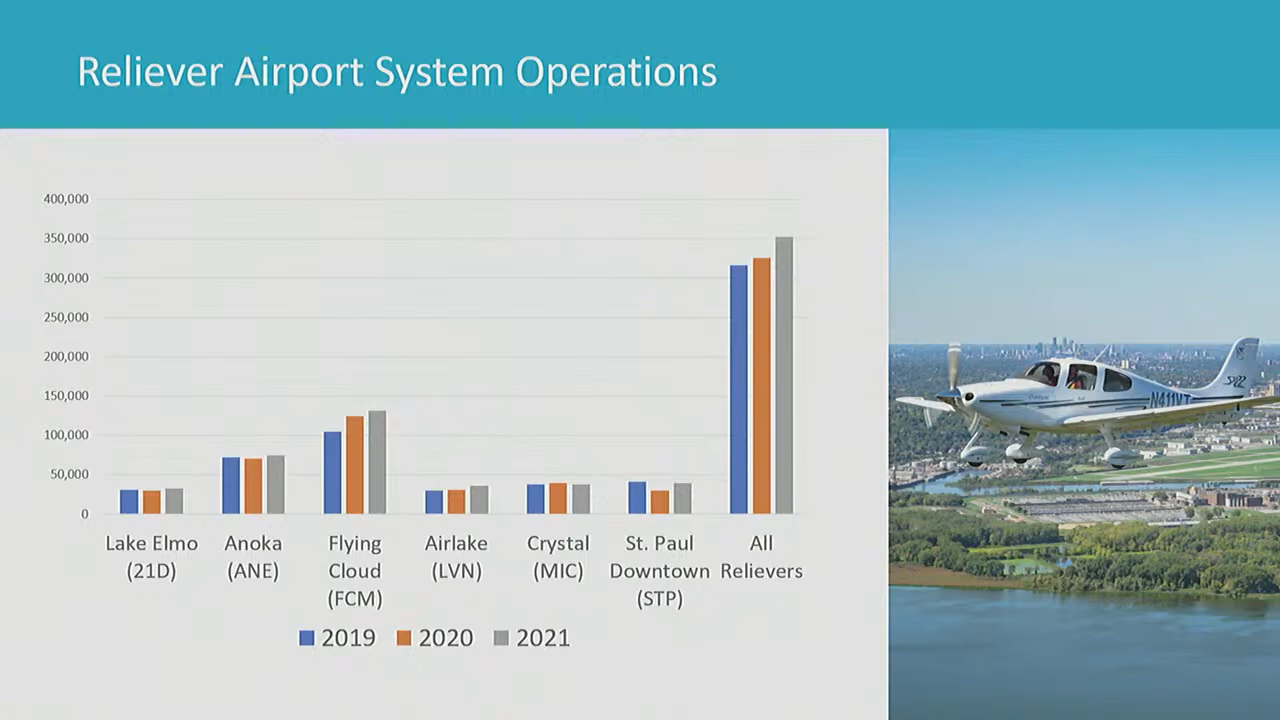 Reliever Airport System Operations
400,000
350,000
300,000
250,000
200,000
150,000
100,000
50,000
0
Lake Elmo
(21D)
Anoka
(ANE)
Flying
Cloud
(FCM)
Airlake
(LVN)
Crystal
(MIC)
St. Paul
Downtown
(STP)
All
Relievers
2019 2020 2021
N411VT